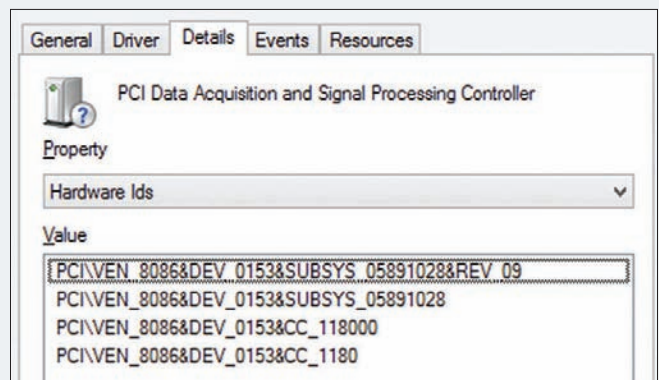 General Driver Details Events Resources
PCI Data Acquisition and Signal Processing Controller
Property
Hardware Ids
Value
PCI\VEN_8086&DEV_0153&SUBSYS_05891028&REV_09
PCI\VEN_8086&DEV_0153&SUBSYS_05891028
PCI\VEN_8086&DEV_0153&CC_118000
PCI\VEN_8086&DEV_0153&CC_1180